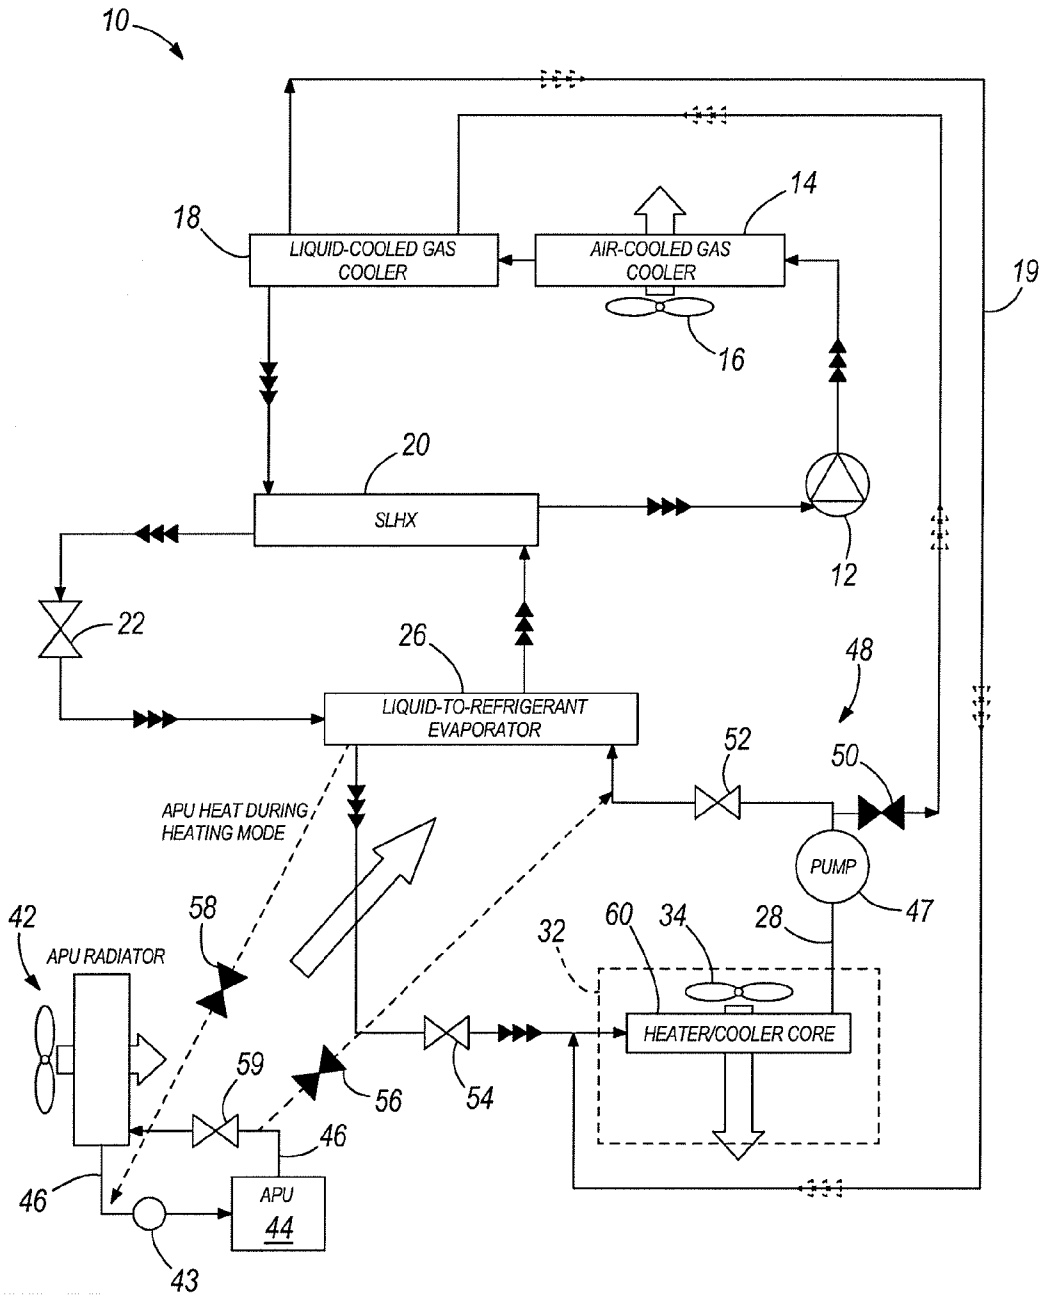 10
14
18
LIQUID-COOLED GAS
COOLER
AIR-COOLED GAS
COOLER
19
16
20
SLHX
12
22
26
48
LIQUID-TO-REFRIGERANT
EVAPORATOR
52
50
APU HEAT DURING
HEATING MODE
PUMP
47
58
42
60
34
28
32
APU RADIATOR
HEATER/COOLER CORE
59
56
54
46
46
APU
44
43